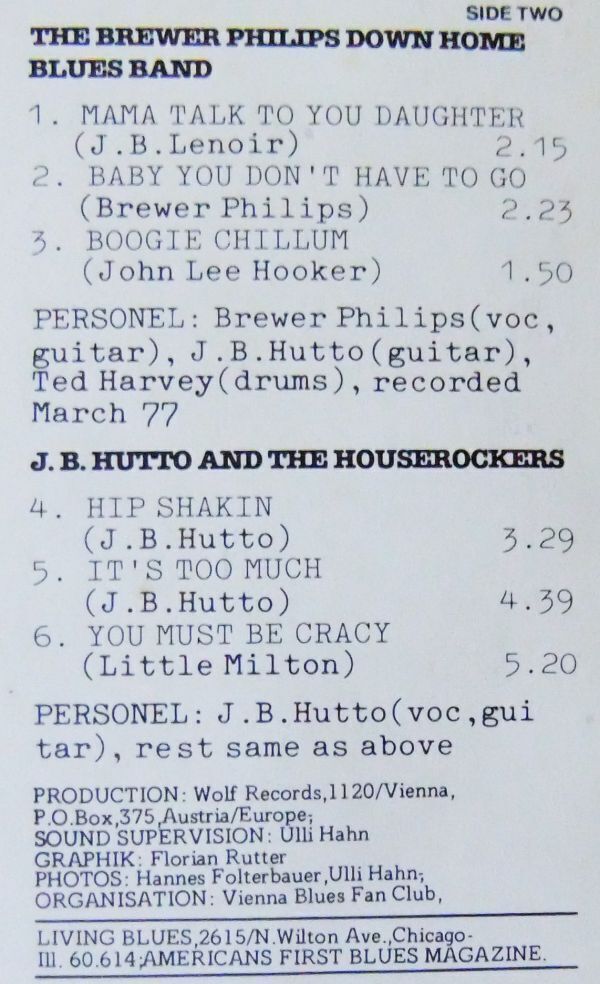 SIDE TWO
THE BREWER PHILIPS DOWN HOME
BLUES BAND
1. MAMA TALK TO YOU DAUGHTER
(J.B.Lenoir) 2.15
2. BABY YOU DON'T HAVE TO GO
(Brewer Philips) 2.23
3. BOOGIE CHILLUM
(John Lee Hooker) 1.50
PERSONEL: Brewer Philips(voc,
guitar), J.B.Hutto(guitar),
Ted Harvey(drums), recorded
March 77
J. B. HUTTO AND THE HOUSEROCKERS
4. HIP SHAKIN
(J.B.Hutto) 3.29
5. IT'S TOO MUCH
(J.B.Hutto) 4.39
6. YOU MUST BE CRACY
(Little Milton) 5.20
PERSONEL: J.B.Hutto(voc,gui
tar), rest same as above
PRODUCTION: Wolf Records,1120/Vienna,
P.O.Box,375,Austria/Europe;
SOUND SUPERVISION: Ulli Hahn
GRAPHIK: Florian Rutter
PHOTOS: Hannes Folterbauer,Ulli Hahn;
ORGANISATION: Vienna Blues Fan Club,
LIVING BLUES,2615/N.Wilton Ave.,Chicago-
Ill. 60.614;AMERICANS FIRST BLUES MAGAZINE.